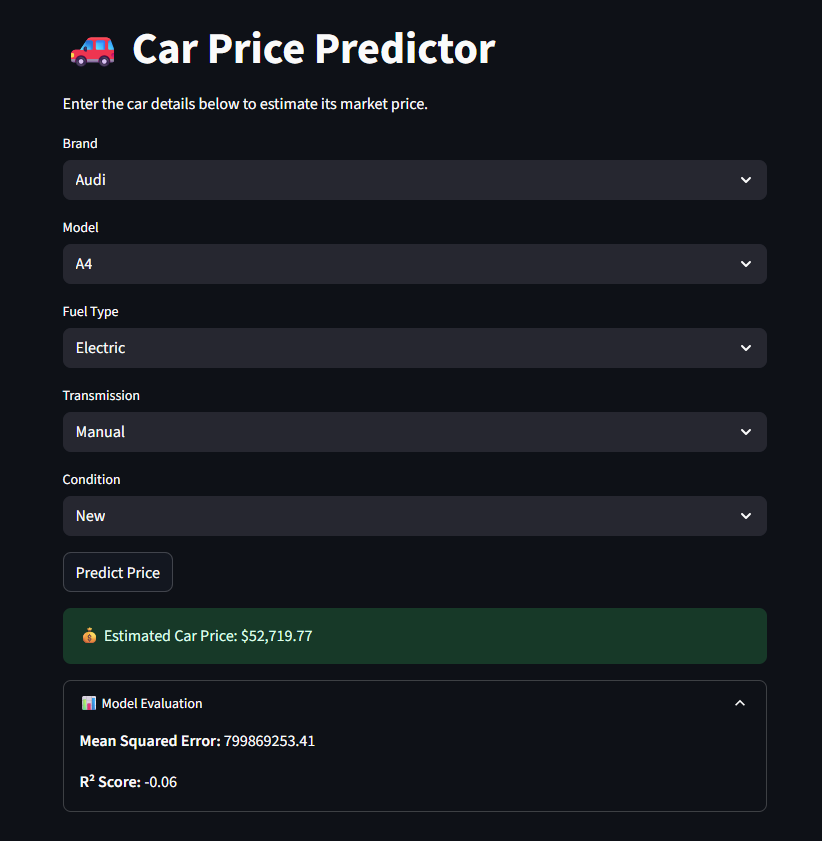 Car Price Predictor
Enter the car details below to estimate its market price.
Brand
Audi
Model
A4
Fuel Type
Electric
Transmission
Manual
Condition
New
Predict Price
Estimated Car Price: $52,719.77
Model Evaluation
Mean Squared Error: 799869253.41
R² Score: -0.06